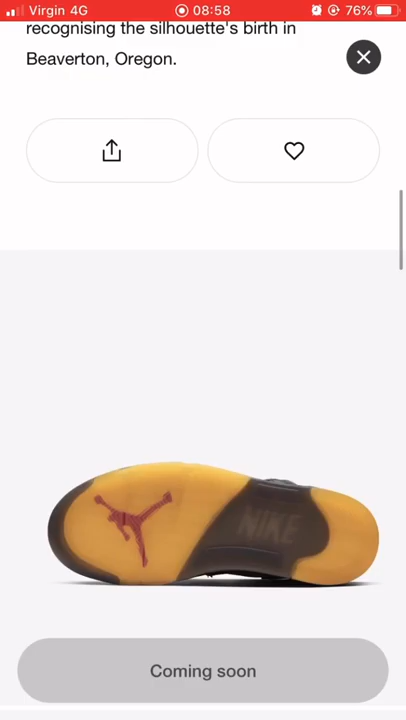 Virgin 4G
08:58
76%
recognising the silhouette's birth in
Beaverton, Oregon.
NIKE
Coming soon